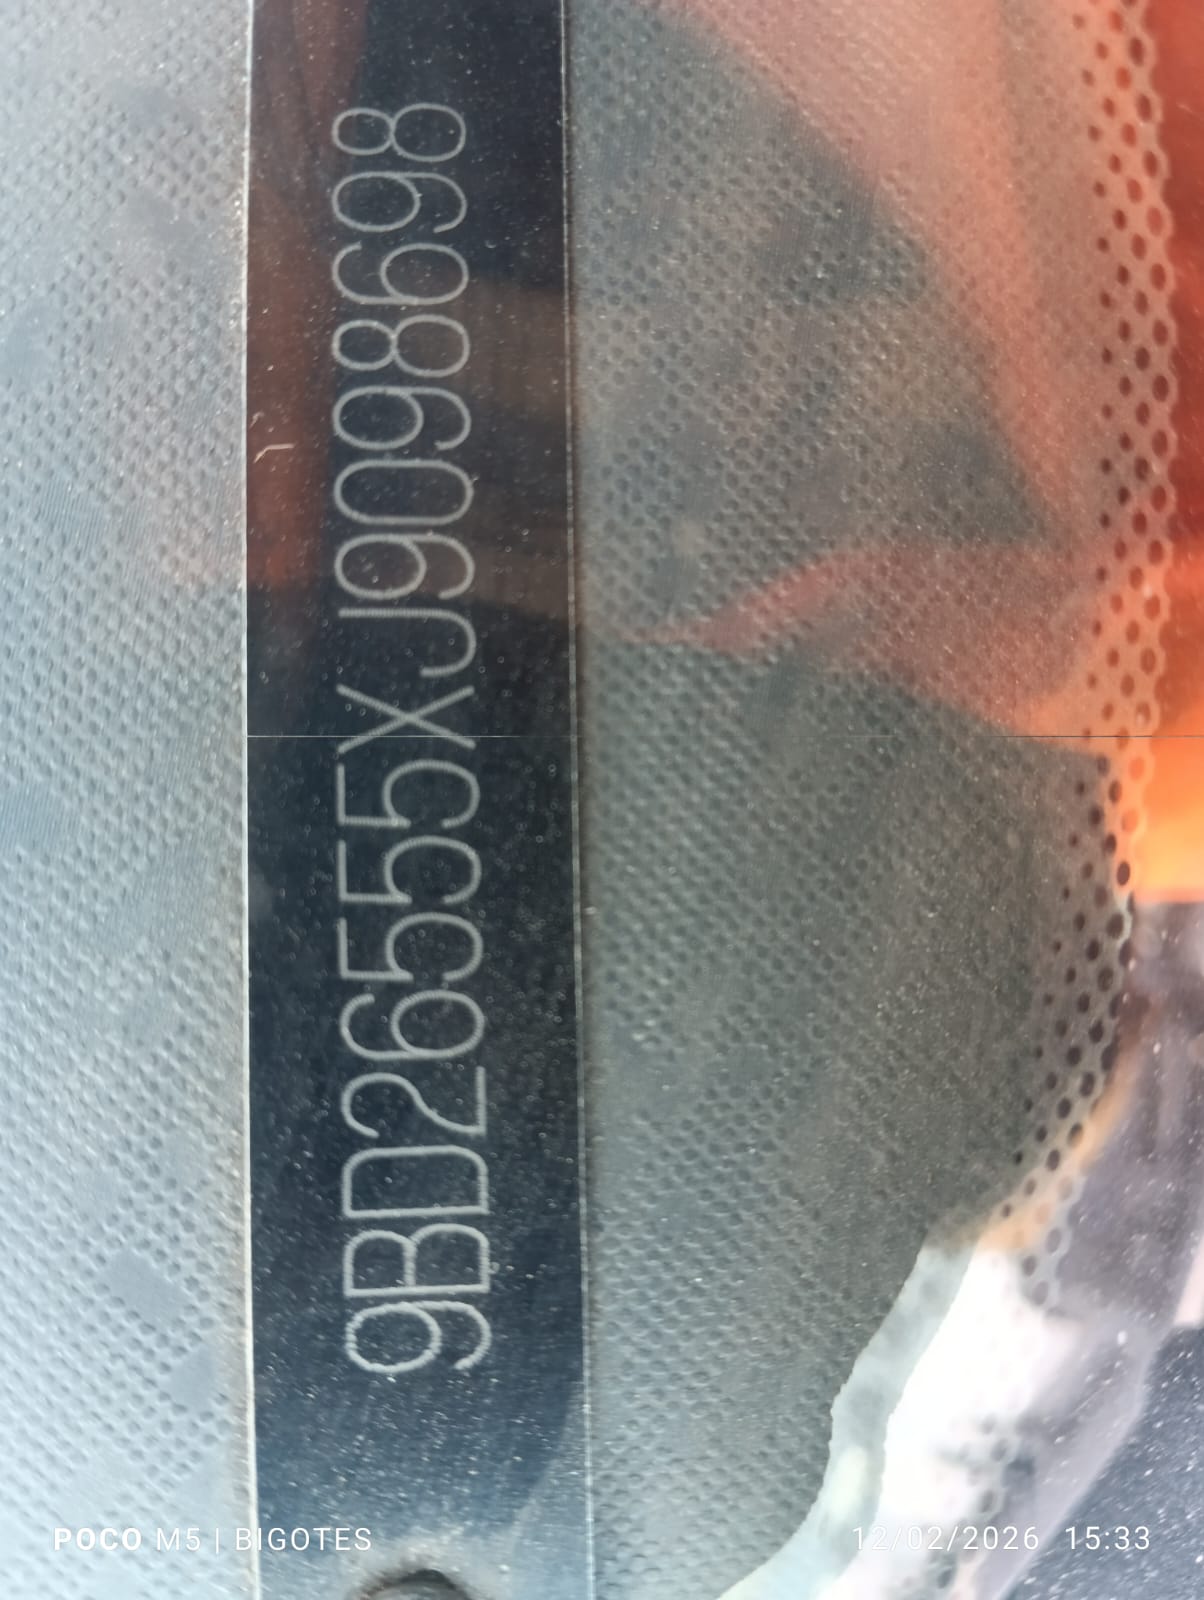 9BD26555XJ9098698
POCO M5 | BIGOTES
12/02/2026 15:33